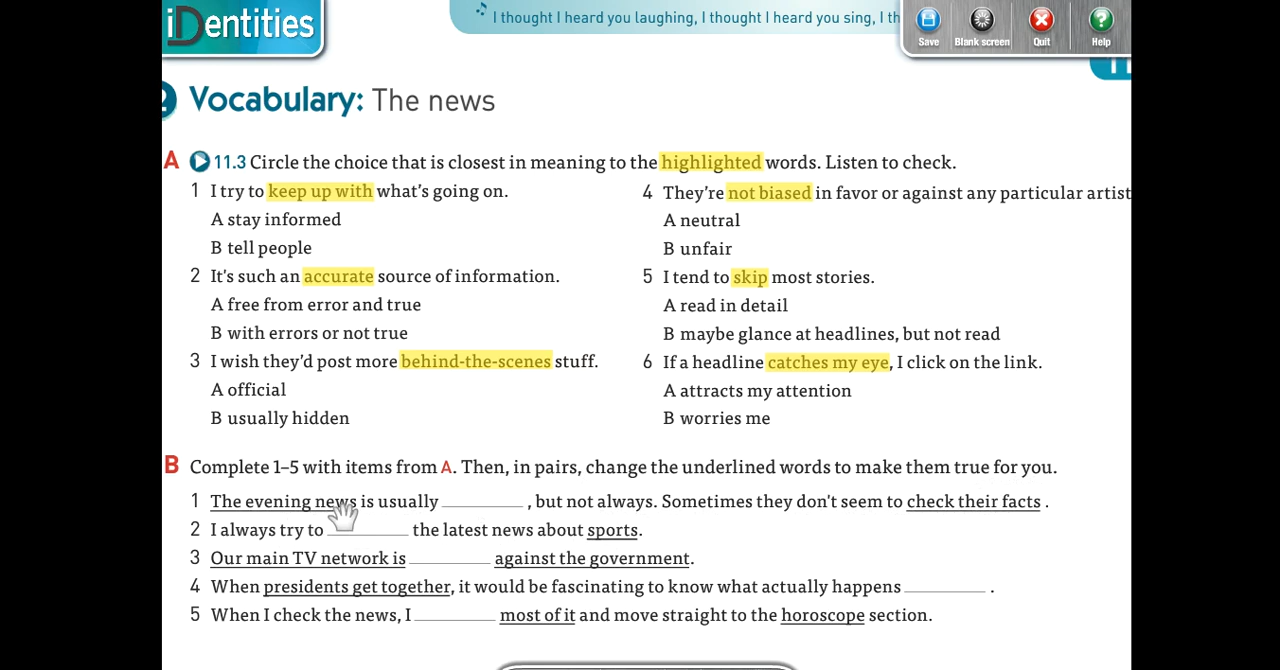 iDentities
I thought I heard you laughing, I thought I heard you sing, I th
Save Blank screen Quit Help
11
2 Vocabulary: The news
A 11.3 Circle the choice that is closest in meaning to the highlighted words. Listen to check.
1 I try to keep up with what's going on.
A stay informed
B tell people
2 It's such an accurate source of information.
A free from error and true
B with errors or not true
3 I wish they'd post more behind-the-scenes stuff.
A official
B usually hidden
4 They're not biased in favor or against any particular artist
A neutral
B unfair
5 I tend to skip most stories.
A read in detail
B maybe glance at headlines, but not read
6 If a headline catches my eye, I click on the link.
A attracts my attention
B worries me
B Complete 1–5 with items from A. Then, in pairs, change the underlined words to make them true for you.
1 The evening news is usually ________ , but not always. Sometimes they don't seem to check their facts .
2 I always try to ________ the latest news about sports.
3 Our main TV network is ________ against the government.
4 When presidents get together, it would be fascinating to know what actually happens ________ .
5 When I check the news, I ________ most of it and move straight to the horoscope section.